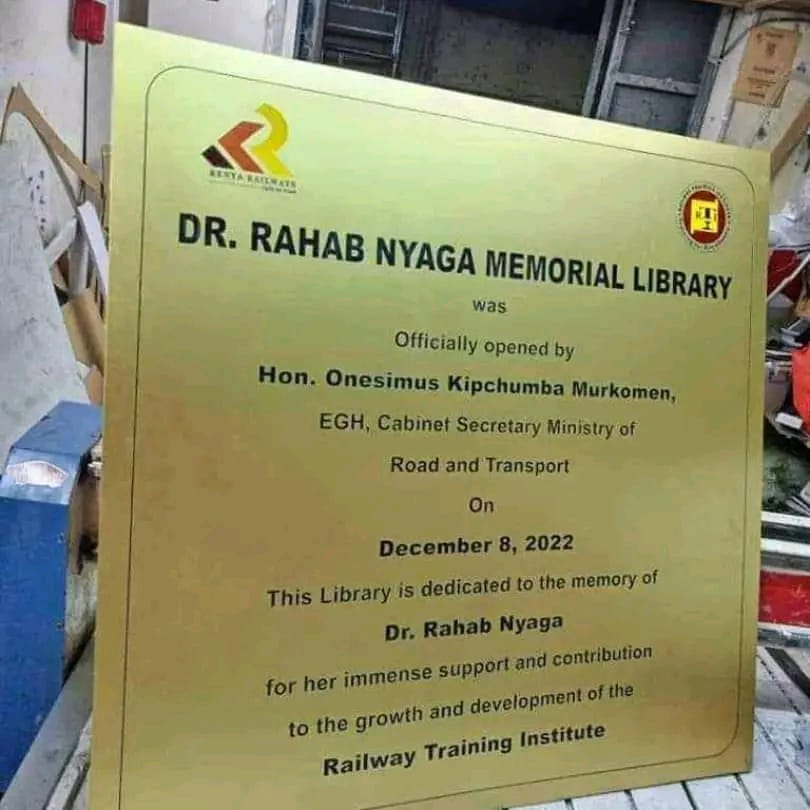 KENYA RAILWAYS
DR. RAHAB NYAGA MEMORIAL LIBRARY
was
Officially opened by
Hon. Onesimus Kipchumba Murkomen,
EGH, Cabinet Secretary Ministry of
Road and Transport
On
December 8, 2022
This Library is dedicated to the memory of
Dr. Rahab Nyaga
for her immense support and contribution
to the growth and development of the
Railway Training Institute